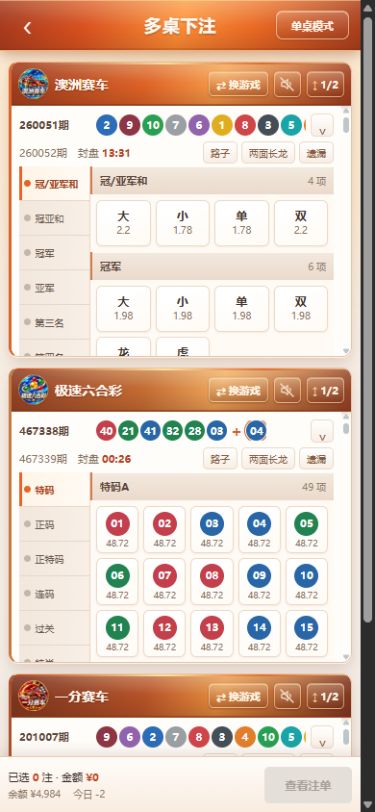 多桌下注 单桌模式
澳洲赛车 换游戏 1/2
260051期 2 9 10 7 6 1 8 3 5
260052期 封盘 13:31 路子 两面长龙 遗漏
冠/亚军和 冠/亚军和 4 项
冠亚和 大 小 单 双
2.2 1.78 1.78 2.2
冠军 冠军 6 项
亚军 大 小 单 双
第三名 1.98 1.98 1.98 1.98
第四名 龙 虎
极速六合彩 换游戏 1/2
467338期 40 21 41 32 28 03 + 04
467339期 封盘 00:26 路子 两面长龙 遗漏
特码 特码A 49 项
正码 01 02 03 04 05
48.72 48.72 48.72 48.72 48.72
正特码 06 07 08 09 10
连码 48.72 48.72 48.72 48.72 48.72
过关 11 12 13 14 15
48.72 48.72 48.72 48.72 48.72
一分赛车 换游戏 1/2
201007期 9 6 2 7 8 3 4 10 5
已选 0 注 · 金额 ¥0 查看注单
余额 ¥4,984 今日 -2